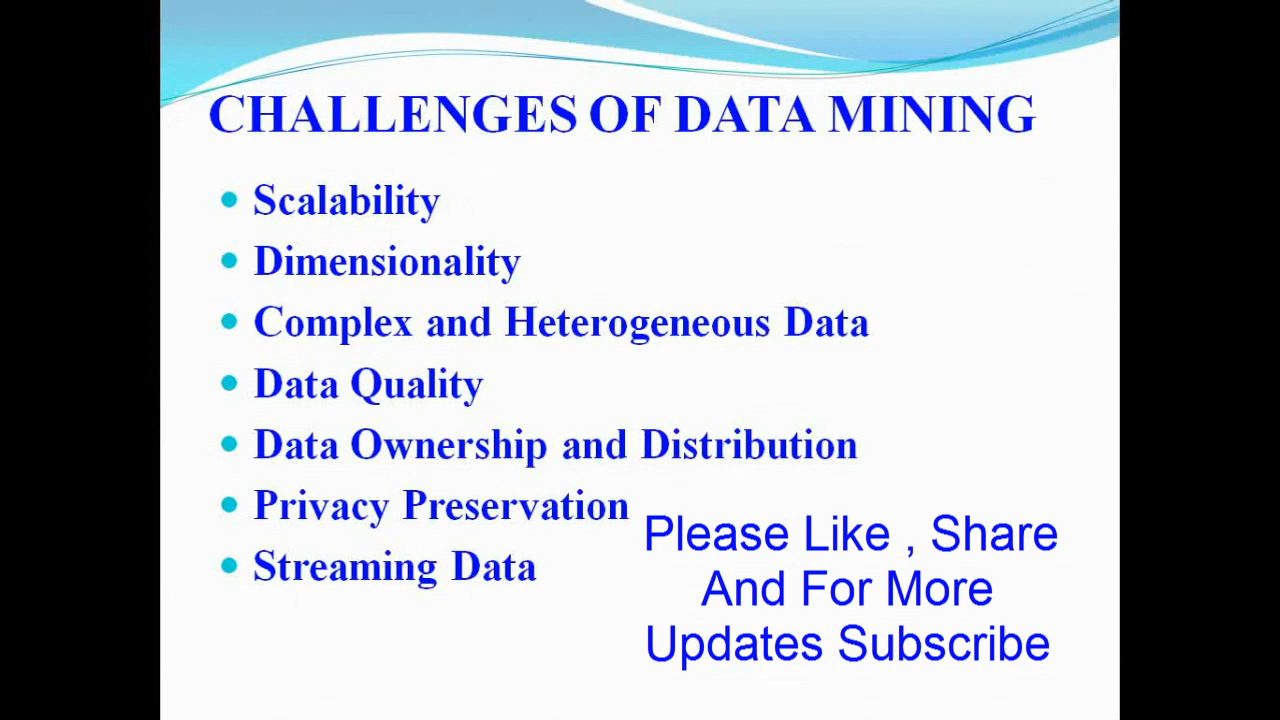 CHALLENGES OF DATA MINING
Scalability
Dimensionality
Complex and Heterogeneous Data
Data Quality
Data Ownership and Distribution
Privacy Preservation
Streaming Data
Please Like , Share
And For More
Updates Subscribe